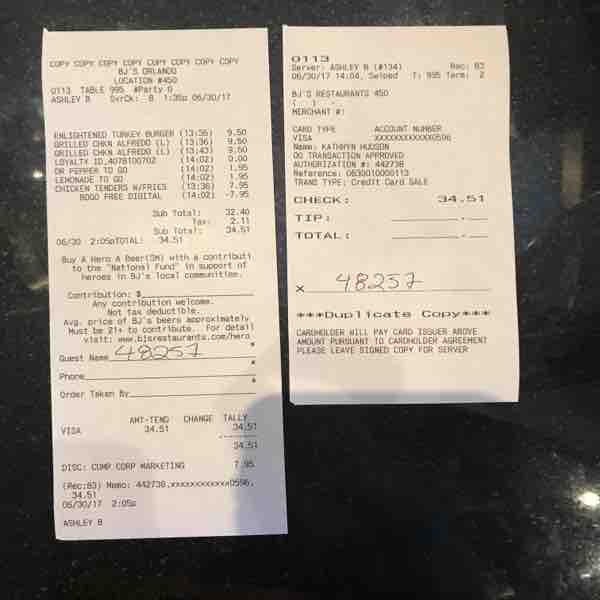 COPY COPY COPY COPY COPY COPY COPY COPY
BJ'S ORLANDO
LOCATION #450
0113 TABLE 995 #Party 0
ASHLEY B SvrCk: 8 1:35p 06/30/17
ENLIGHTENED TURKEY BURGER (13:35) 9.50
GRILLED CHKN ALFREDO (L) (13:36) 9.50
GRILLED CHKN ALFREDO (L) (13:43) 9.50
LOYALTY ID,4078100702 (14:02) 0.00
DR PEPPER TO GO (14:02) 1.95
LEMONADE TO GO (14:02) 1.95
CHICKEN TENDERS W/FRIES (13:36) 7.95
BOGO FREE DIGITAL (14:02) -7.95
Sub Total: 32.40
Tax: 2.11
Sub Total: 34.51
06/30 2:05pTOTAL: 34.51
Buy A Hero A Beer(SM) with a contributi
to the "National Fund" in support of
heroes in BJ's local communities.
Contribution: $
Any contribution welcome.
Not tax deductible.
Avg. price of BJ's beers approximately
Must be 21+ to contribute. For detail
visit: www.bjsrestaurants.com/hero
Guest Name 48257
Phone
Order Taken By
AMT-TEND CHANGE TALLY
VISA 34.51 34.51
34.51
DISC: CUMP CORP MARKETING 7.95
(Rec:83) Memo: 442738,xxxxxxxxxxxx0596,
34.51
06/30/17 2:05p
ASHLEY B
0113
Server: ASHLEY B (#134) Rec: 83
06/30/17 14:04, Swiped T: 995 Term: 2
BJ'S RESTAURANTS 450
( ) -
MERCHANT #:
CARD TYPE ACCOUNT NUMBER
VISA XXXXXXXXXXXX0596
Name: KATHRYN HUDSON
00 TRANSACTION APPROVED
AUTHORIZATION #: 442738
Reference: 0630010000113
TRANS TYPE: Credit Card SALE
CHECK: 34.51
TIP:
TOTAL:
x 48257
***Duplicate Copy***
CARDHOLDER WILL PAY CARD ISSUER ABOVE
AMOUNT PURSUANT TO CARDHOLDER AGREEMENT
PLEASE LEAVE SIGNED COPY FOR SERVER